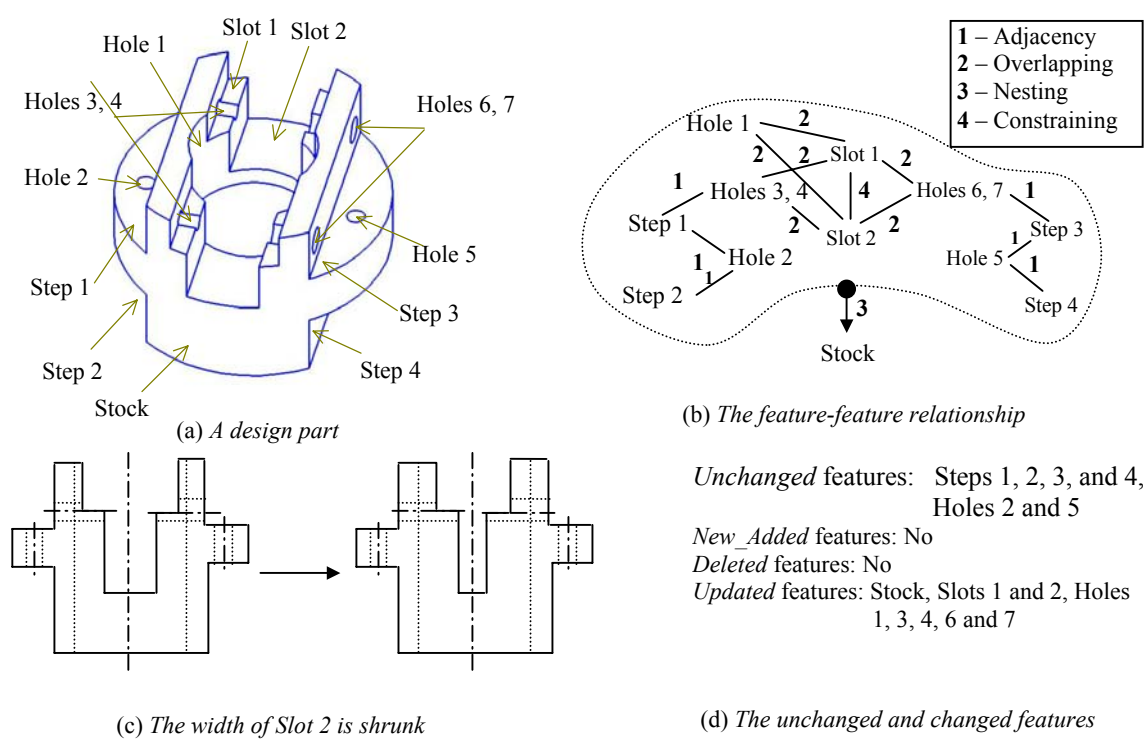 Slot 1
Slot 2
Hole 1
Holes 3, 4
Holes 6, 7
Hole 2
Hole 5
Step 1
Step 3
Step 2
Step 4
Stock
(a) A design part
1 – Adjacency
2 – Overlapping
3 – Nesting
4 – Constraining
Hole 1
2
Slot 1
2
2
2
1
Holes 3, 4
4
Holes 6, 7
1
Step 1
2
2
Slot 2
Step 3
1
Hole 2
1
1
Hole 5
1
Step 2
Step 4
3
Stock
(b) The feature-feature relationship
(c) The width of Slot 2 is shrunk
Unchanged features: Steps 1, 2, 3, and 4,
Holes 2 and 5
New_Added features: No
Deleted features: No
Updated features: Stock, Slots 1 and 2, Holes
1, 3, 4, 6 and 7
(d) The unchanged and changed features